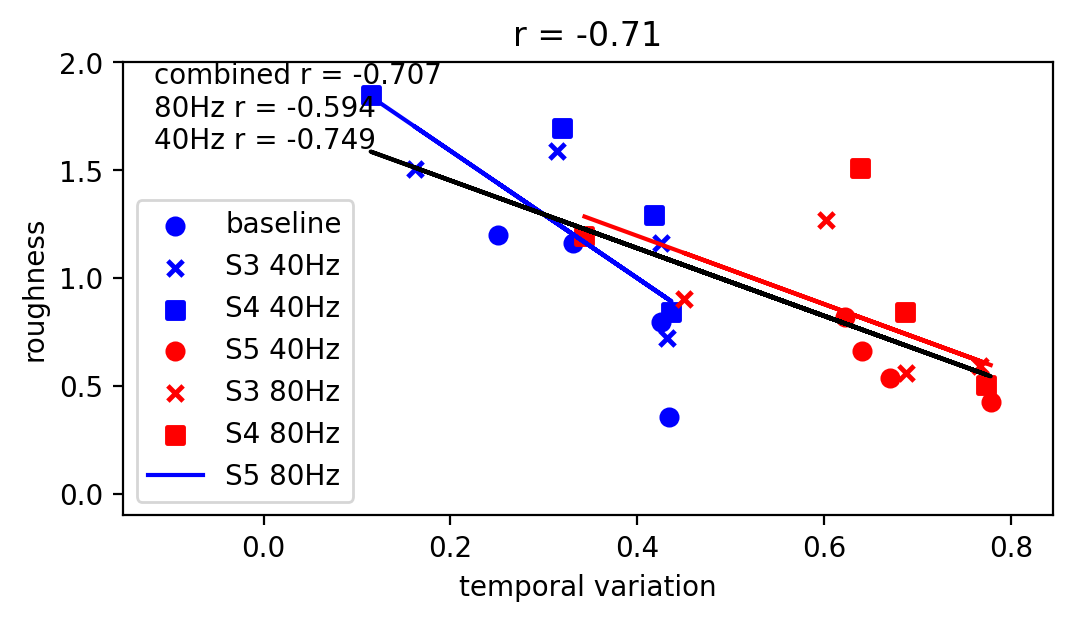 r = -0.71
combined r = -0.707
80Hz r = -0.594
40Hz r = -0.749
baseline
S3 40Hz
S4 40Hz
S5 40Hz
S3 80Hz
S4 80Hz
S5 80Hz
roughness
2.0
1.5
1.0
0.5
0.0
0.0 0.2 0.4 0.6 0.8
temporal variation